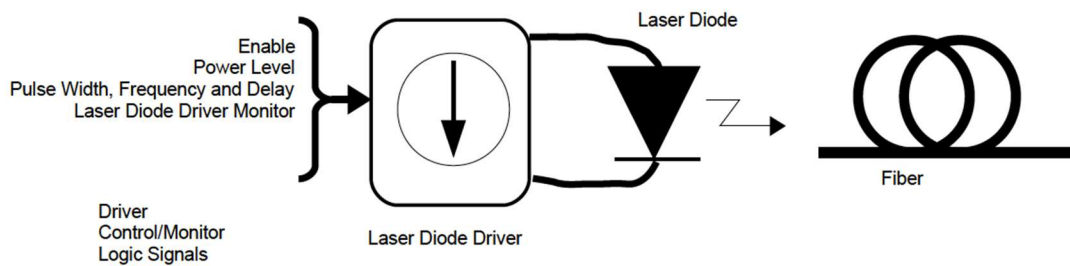 Laser Diode
Enable
Power Level
Pulse Width, Frequency and Delay
Laser Diode Driver Monitor
Fiber
Driver
Control/Monitor
Logic Signals
Laser Diode Driver